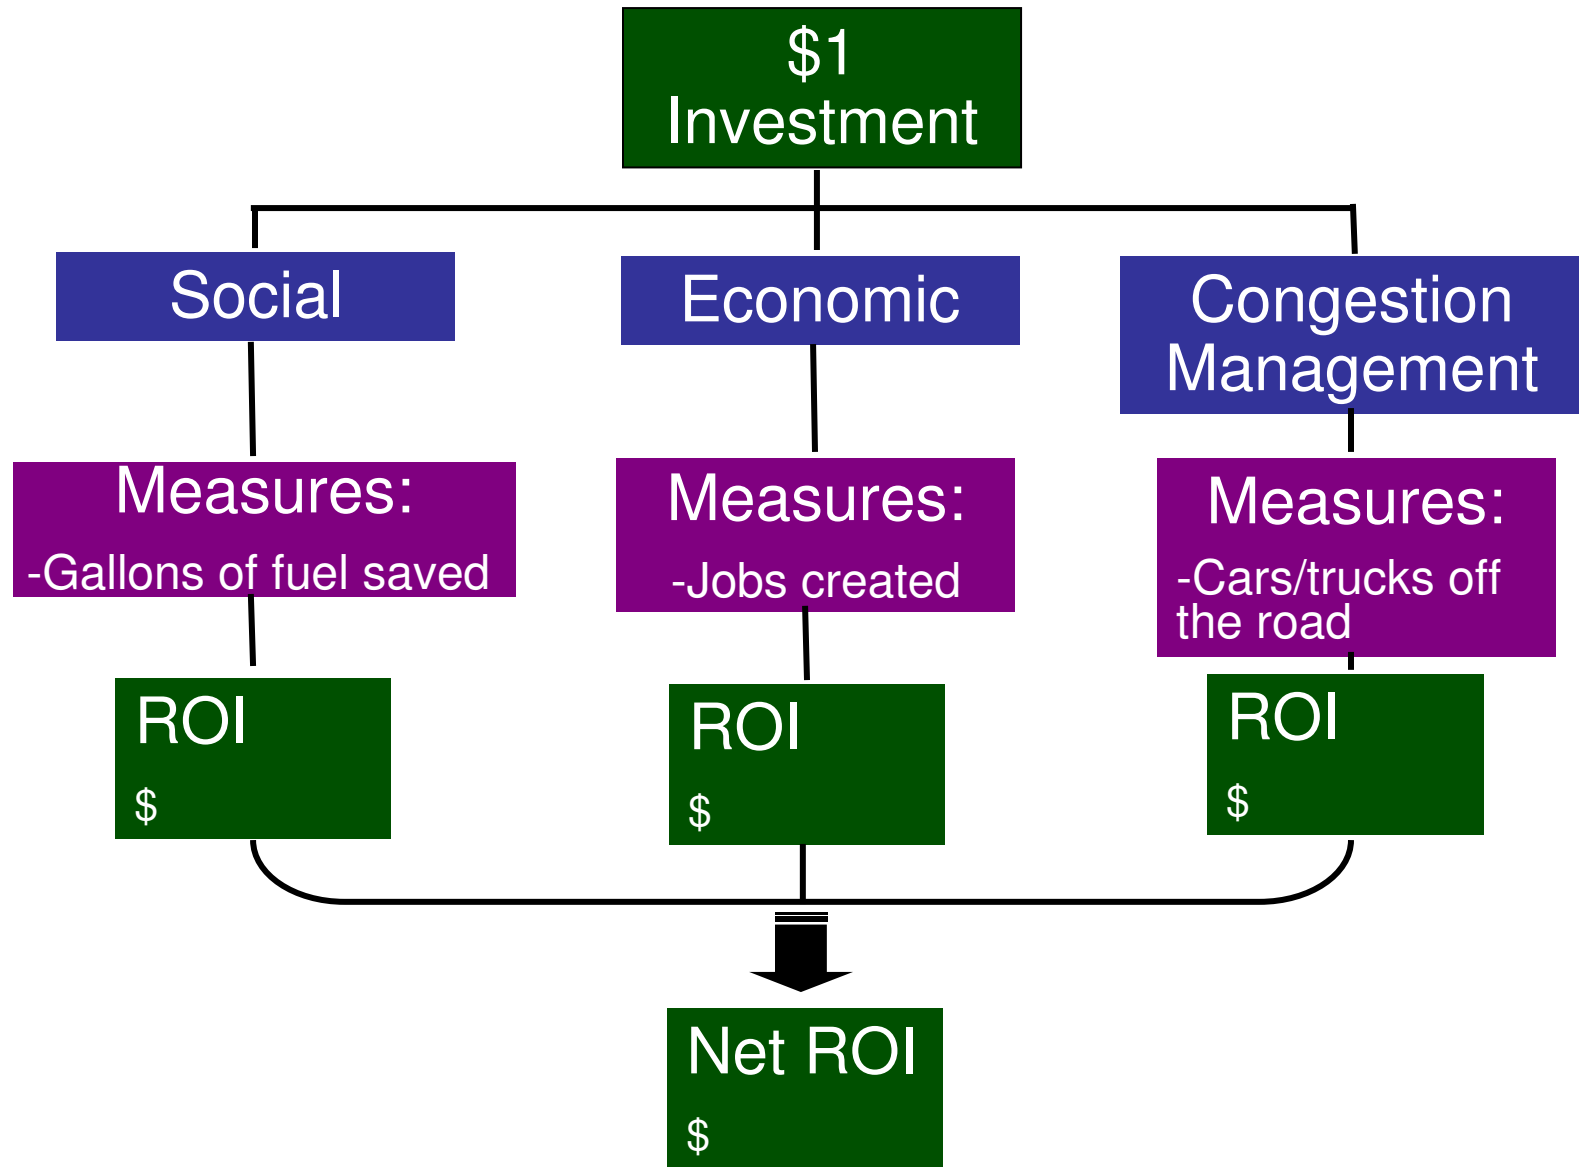 $1
Investment
Social
Economic
Congestion
Management
Measures:
-Gallons of fuel saved
Measures:
-Jobs created
Measures:
-Cars/trucks off
the road
ROI
$
ROI
$
ROI
$
Net ROI
$